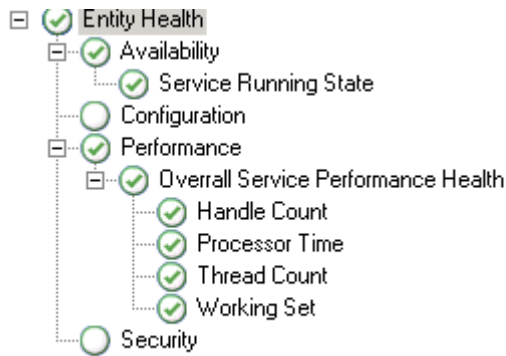 Entity Health
Availability
Service Running State
Configuration
Performance
Overrall Service Performance Health
Handle Count
Processor Time
Thread Count
Working Set
Security